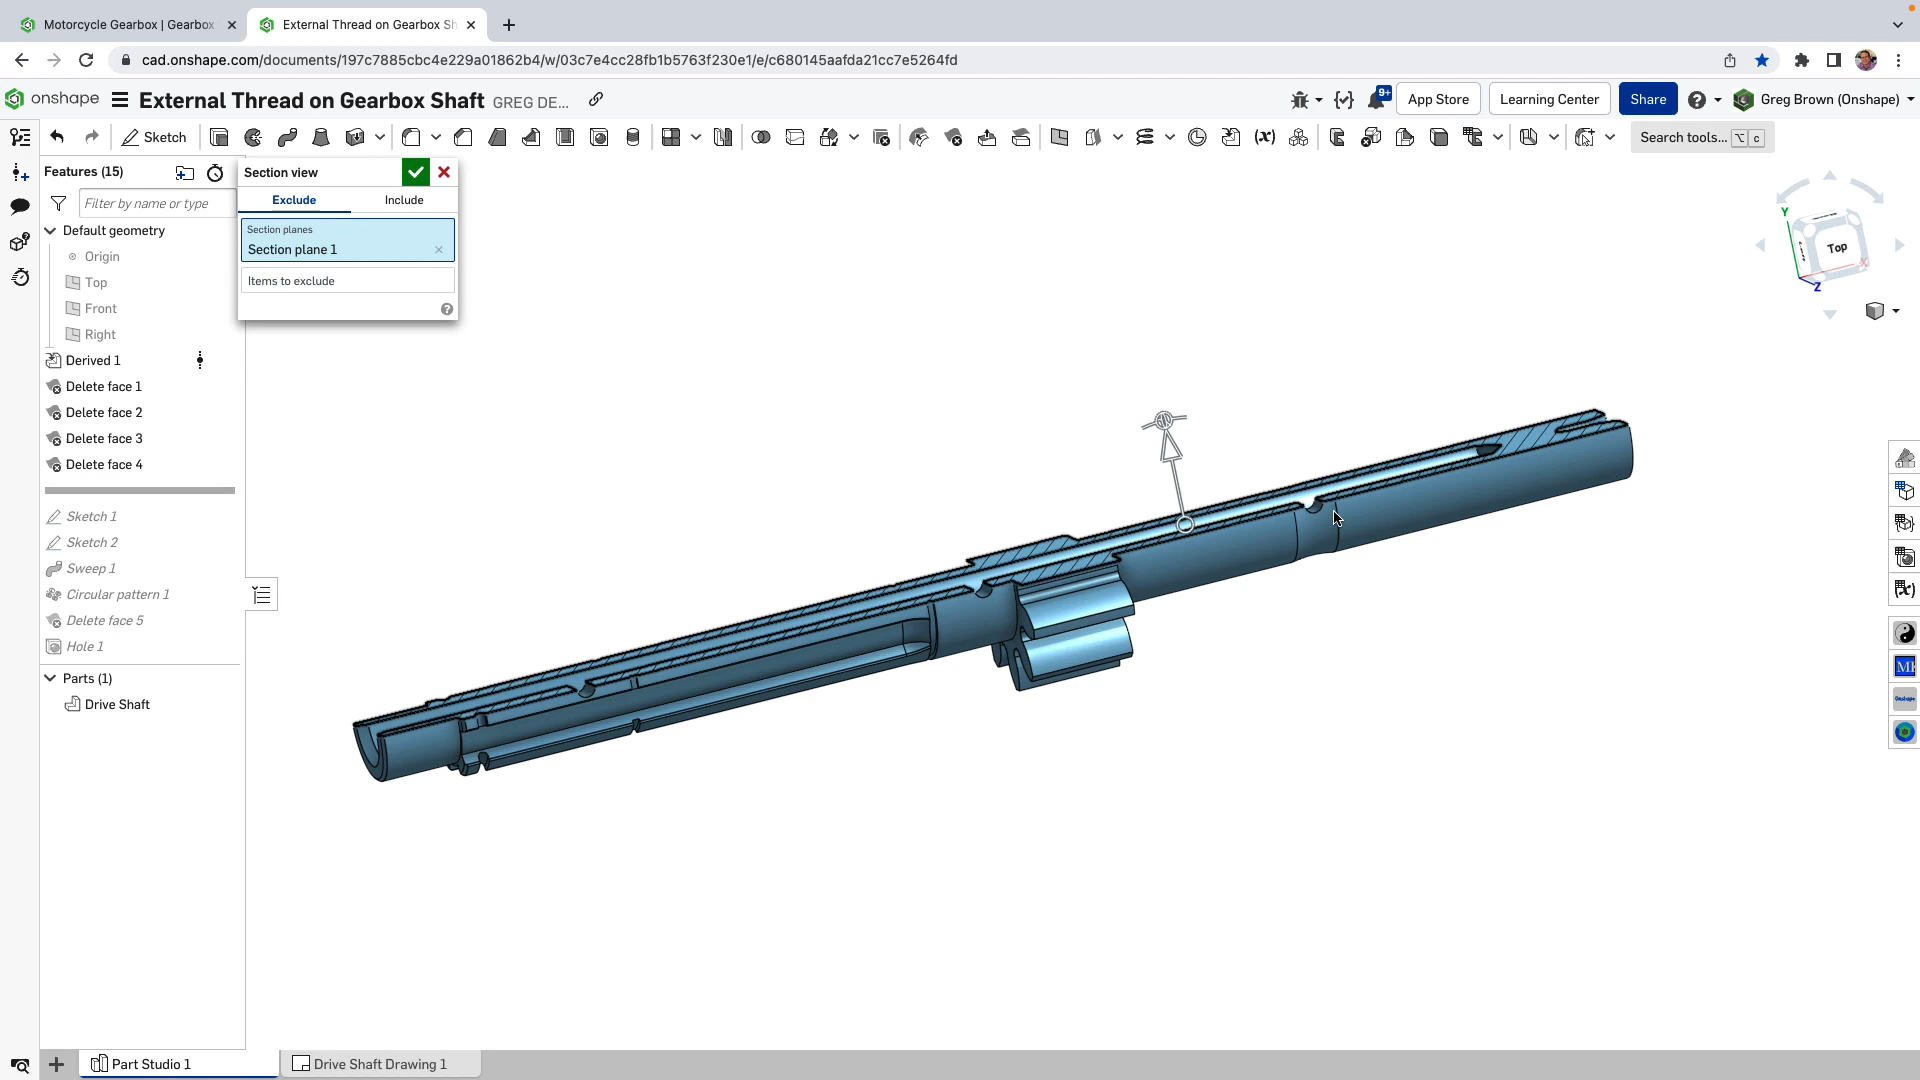 Motorcycle Gearbox | Gearbox
External Thread on Gearbox Sh
cad.onshape.com/documents/197c7885cbc4e229a01862b4/w/03c7e4cc28fb1b5763f230e1/e/c680145aafda21cc7e5264fd
onshape External Thread on Gearbox Shaft GREG DE... 9+ App Store Learning Center Share Greg Brown (Onshape)
Sketch (x) Search tools... ⌥ c
Features (15)
Filter by name or type
Default geometry
Origin
Top
Front
Right
Derived 1
Delete face 1
Delete face 2
Delete face 3
Delete face 4
Sketch 1
Sketch 2
Sweep 1
Circular pattern 1
Delete face 5
Hole 1
Parts (1)
Drive Shaft
Section view
Exclude Include
Section planes
Section plane 1
Items to exclude
Y
Top
X
Z
(x)
Part Studio 1
Drive Shaft Drawing 1